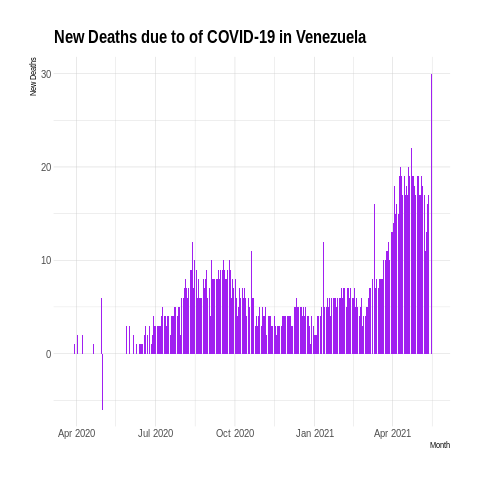 New Deaths due to of COVID-19 in Venezuela
New Deaths
30
20
10
0
Apr 2020 Jul 2020 Oct 2020 Jan 2021 Apr 2021
Month